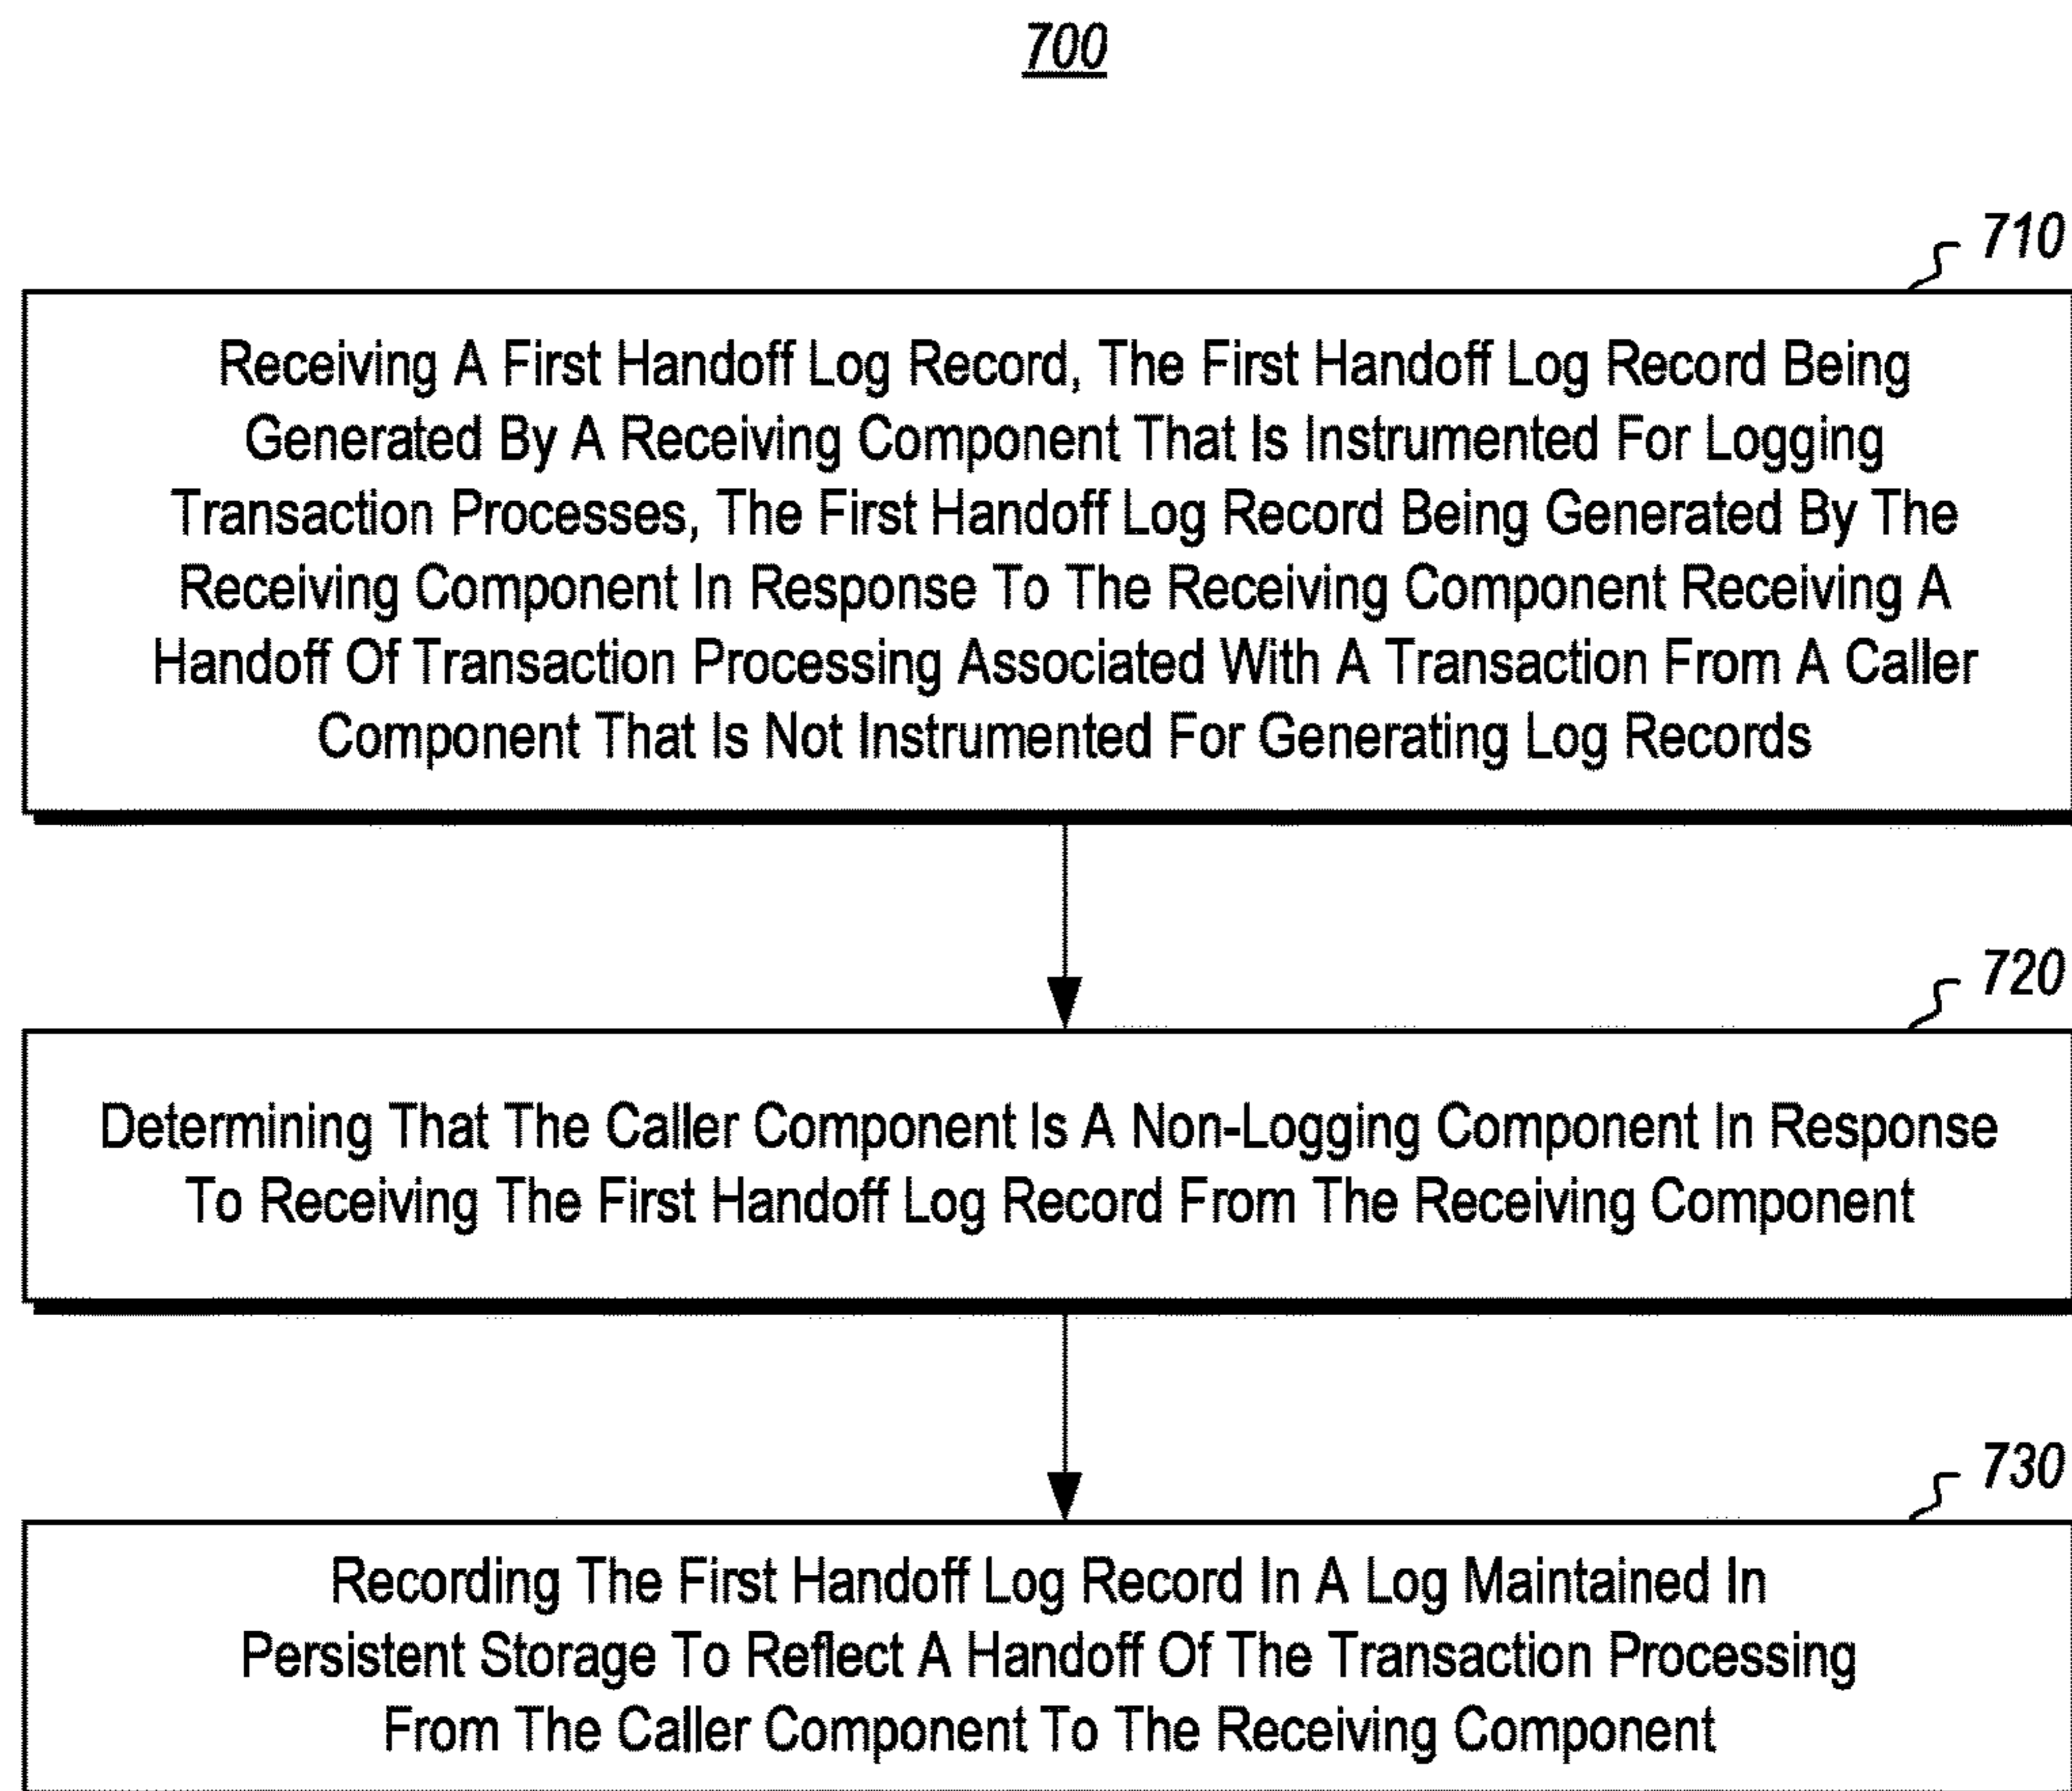 700
710
Receiving A First Handoff Log Record, The First Handoff Log Record Being
Generated By A Receiving Component That Is Instrumented For Logging
Transaction Processes, The First Handoff Log Record Being Generated By The
Receiving Component In Response To The Receiving Component Receiving A
Handoff Of Transaction Processing Associated With A Transaction From A Caller
Component That Is Not Instrumented For Generating Log Records
720
Determining That The Caller Component Is A Non-Logging Component In Response
To Receiving The First Handoff Log Record From The Receiving Component
730
Recording The First Handoff Log Record In A Log Maintained In
Persistent Storage To Reflect A Handoff Of The Transaction Processing
From The Caller Component To The Receiving Component